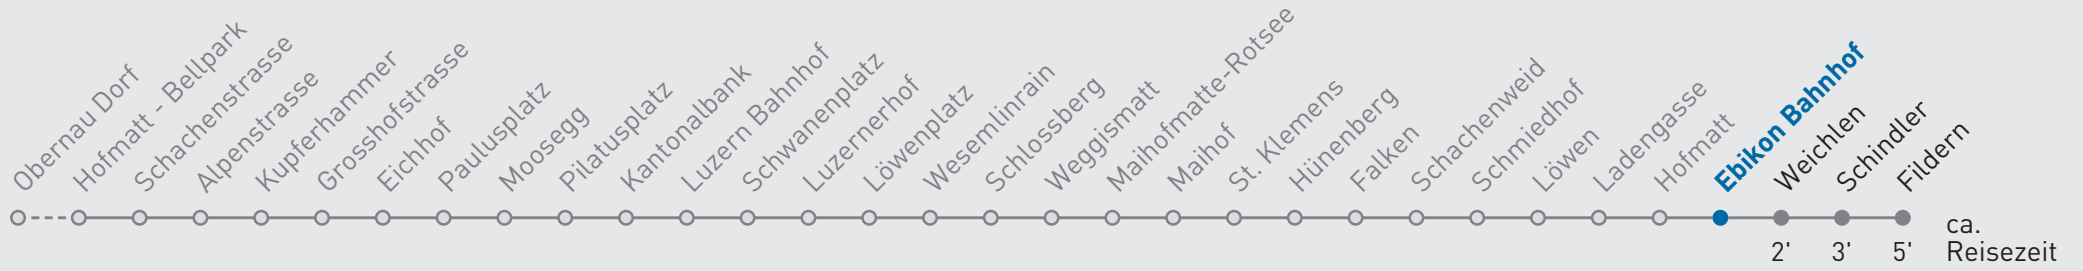 Obernau Dorf
Hofmatt - Bellpark
Schachenstrasse
Alpenstrasse
Kupferhammer
Grosshofstrasse
Eichhof
Paulusplatz
Moosegg
Pilatusplatz
Kantonalbank
Luzern Bahnhof
Schwanenplatz
Luzernerhof
Löwenplatz
Wesemlinrain
Schlossberg
Weggismatt
Maihofmatte-Rotsee
Maihof
St. Klemens
Hünenberg
Falken
Schachenweid
Schmiedhof
Löwen
Ladengasse
Hofmatt
Ebikon Bahnhof
Weichlen
Schindler
Fildern
ca.
2' 3' 5' Reisezeit